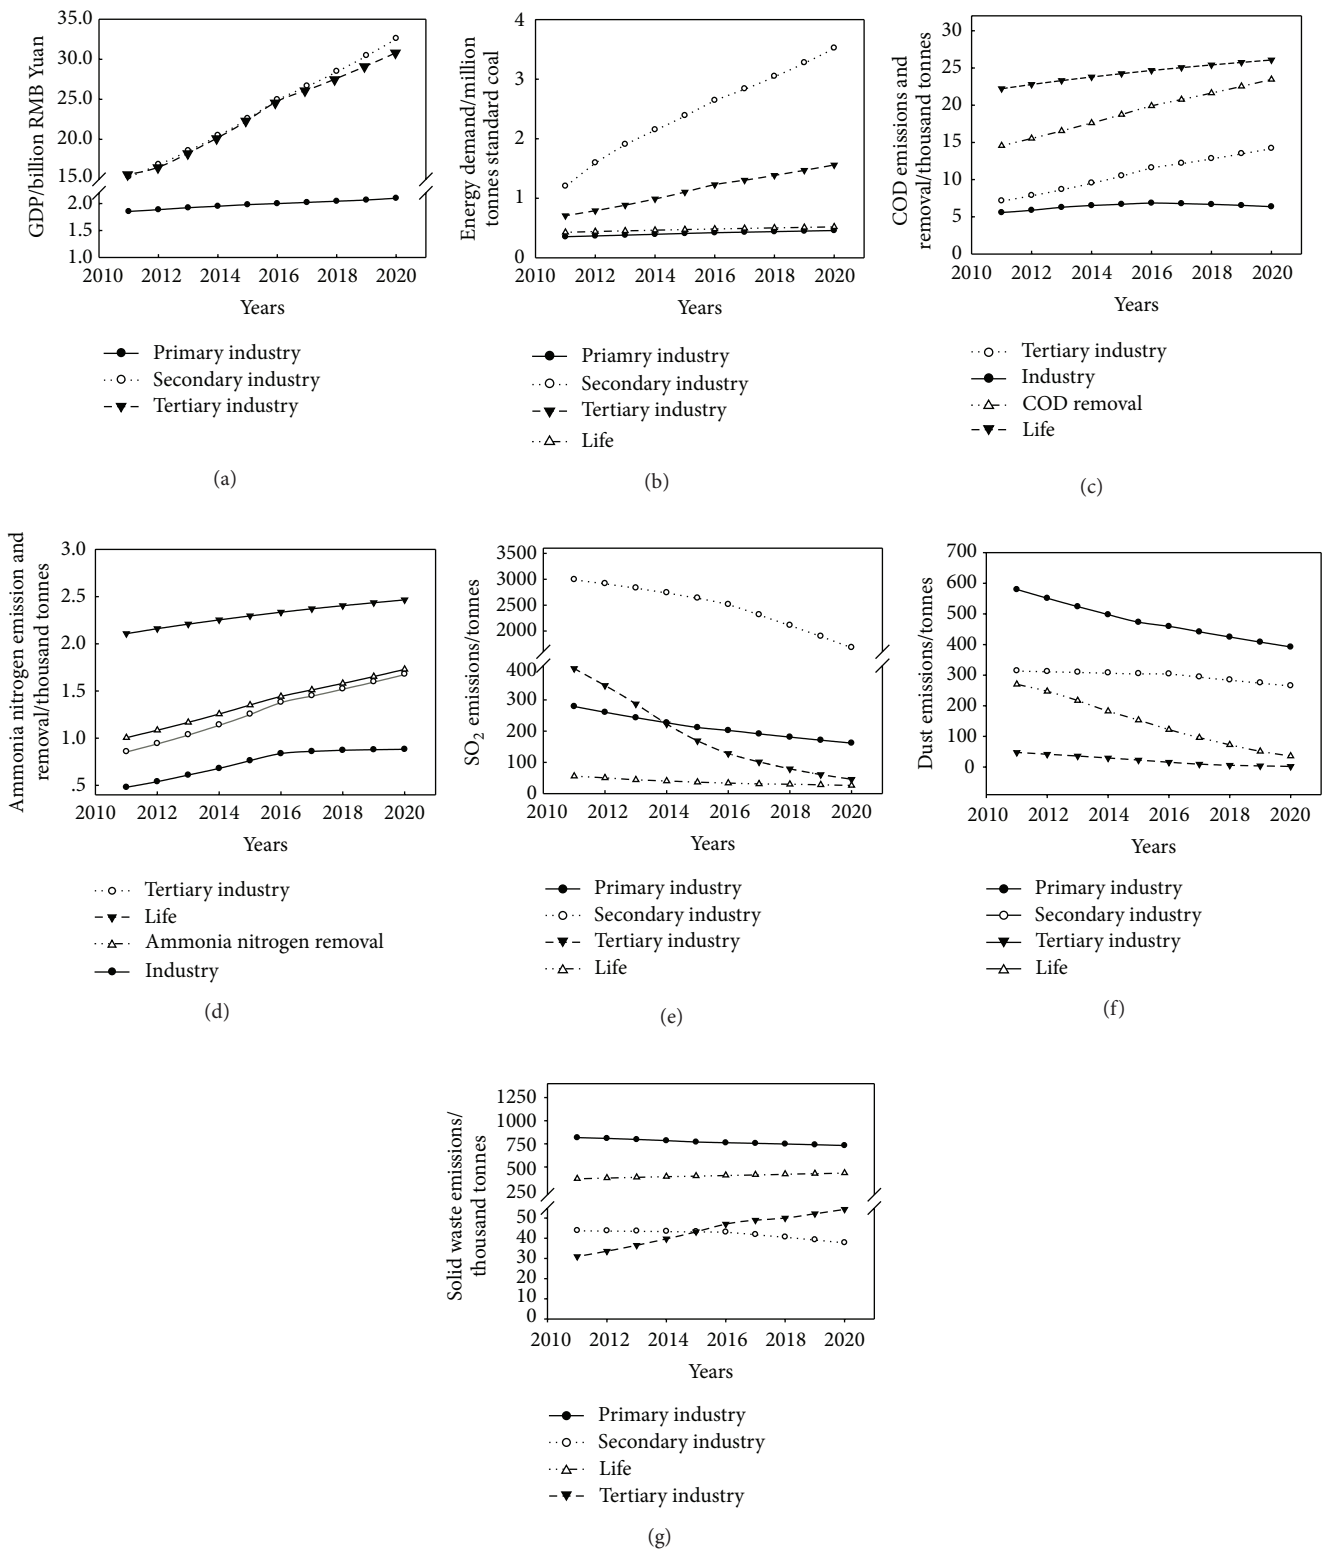 GDP/billion RMB Yuan
35.0
30.0
25.0
20.0
15.0
2.0
1.5
1.0
2010 2012 2014 2016 2018 2020
Years
Primary industry
Secondary industry
Tertiary industry
(a)
Energy demand/million
tonnes standard coal
4
3
2
1
0
2010 2012 2014 2016 2018 2020
Years
Priamry industry
Secondary industry
Tertiary industry
Life
(b)
COD emissions and
removal/thousand tonnes
30
25
20
15
10
5
0
2010 2012 2014 2016 2018 2020
Years
Tertiary industry
Industry
COD removal
Life
(c)
Ammonia nitrogen emission and
removal/thousand tonnes
3.0
2.5
2.0
1.5
1.0
.5
2010 2012 2014 2016 2018 2020
Years
Tertiary industry
Life
Ammonia nitrogen removal
Industry
(d)
SO2 emissions/tonnes
3500
3000
2500
2000
400
300
200
100
0
2010 2012 2014 2016 2018 2020
Years
Primary industry
Secondary industry
Tertiary industry
Life
(e)
Dust emissions/tonnes
700
600
500
400
300
200
100
0
2010 2012 2014 2016 2018 2020
Years
Primary industry
Secondary industry
Tertiary industry
Life
(f)
Solid waste emissions/
thousand tonnes
1250
1000
750
500
250
50
40
30
20
10
0
2010 2012 2014 2016 2018 2020
Years
Primary industry
Secondary industry
Life
Tertiary industry
(g)